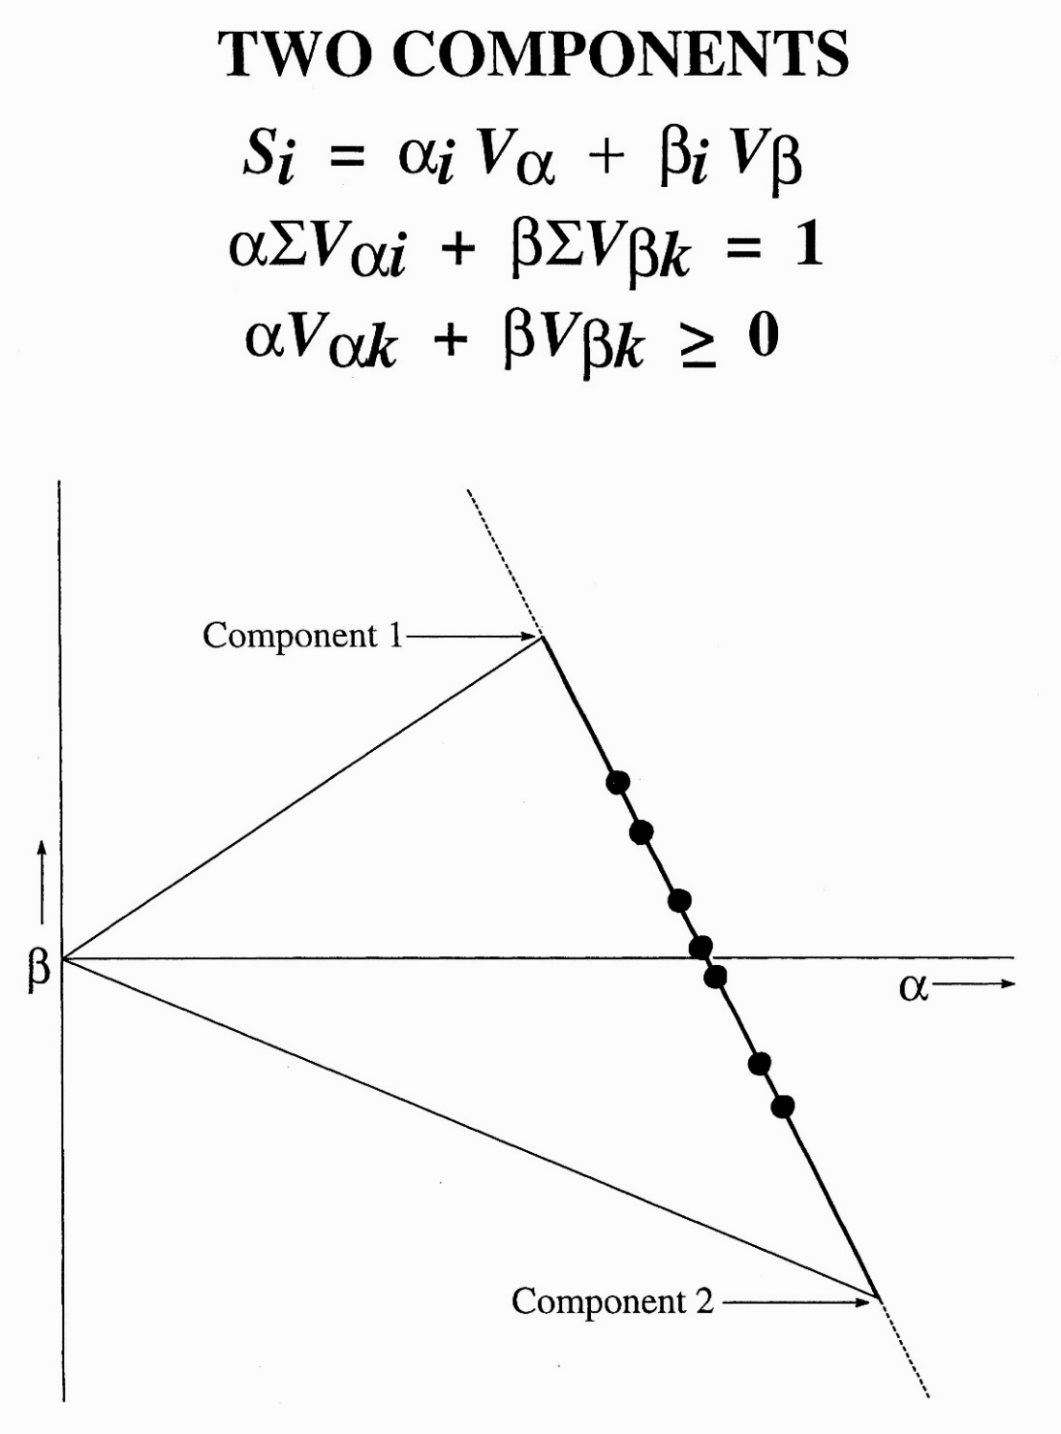 TWO COMPONENTS
Si = αi Vα + βi Vβ
αΣVαi + βΣVβk = 1
αVαk + βVβk ≥ 0
Component 1
β
α
Component 2